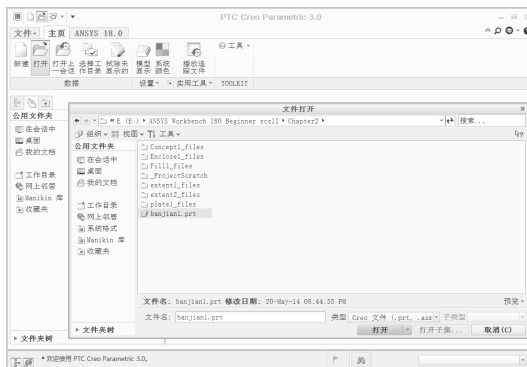 PTC Creo Parametric 3.0
文件 主页 ANSYS 18.0
新建 打开 打开上一会话 选择工作目录 拭除未显示的 模型显示 系统颜色 播放追踪文件 工具
数据 设置 实用工具 TOOLKIT
公用文件夹
在会话中
桌面
我的文档
工作目录
网上邻居
Manikin 库
收藏夹
文件夹树
文件打开
E (E:) ANSYS Workbench 180 Beginner scsll Chapter2 搜索...
组织 视图 工具
公用文件夹
在会话中
桌面
我的文档
工作目录
网上邻居
系统格式
Manikin 库
收藏夹
文件夹树
Concept1_files
Enclose1_files
Fill1_files
_ProjectScratch
extent1_files
extent2_files
plate1_files
banjian1.prt
文件名: banjian1.prt 修改日期: 20-May-14 08:44:55 PM 预览
文件名: banjian1.prt 类型 Creo 文件 (.prt, .asm 子类型
打开 打开子集... 取消(C)
• 欢迎使用 PTC Creo Parametric 3.0。